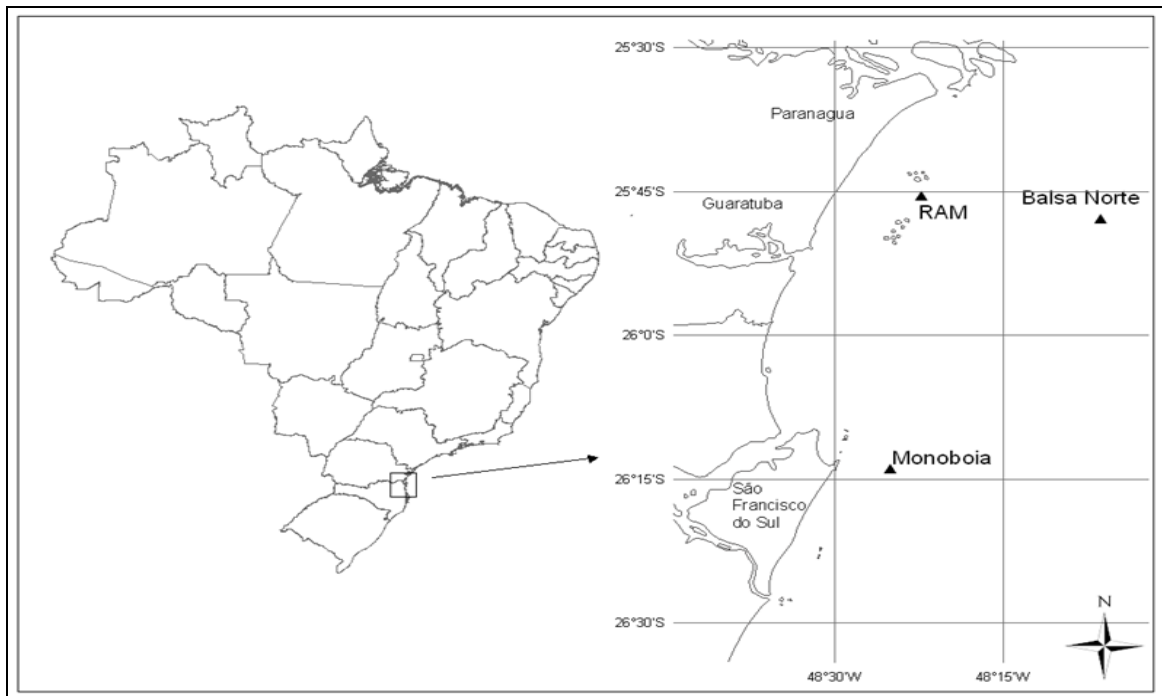 25°30'S
Paranagua
25°45'S
Guaratuba
RAM
Balsa Norte
26°0'S
Monoboia
26°15'S
São
Francisco
do Sul
N
26°30'S
48°30'W
48°15'W